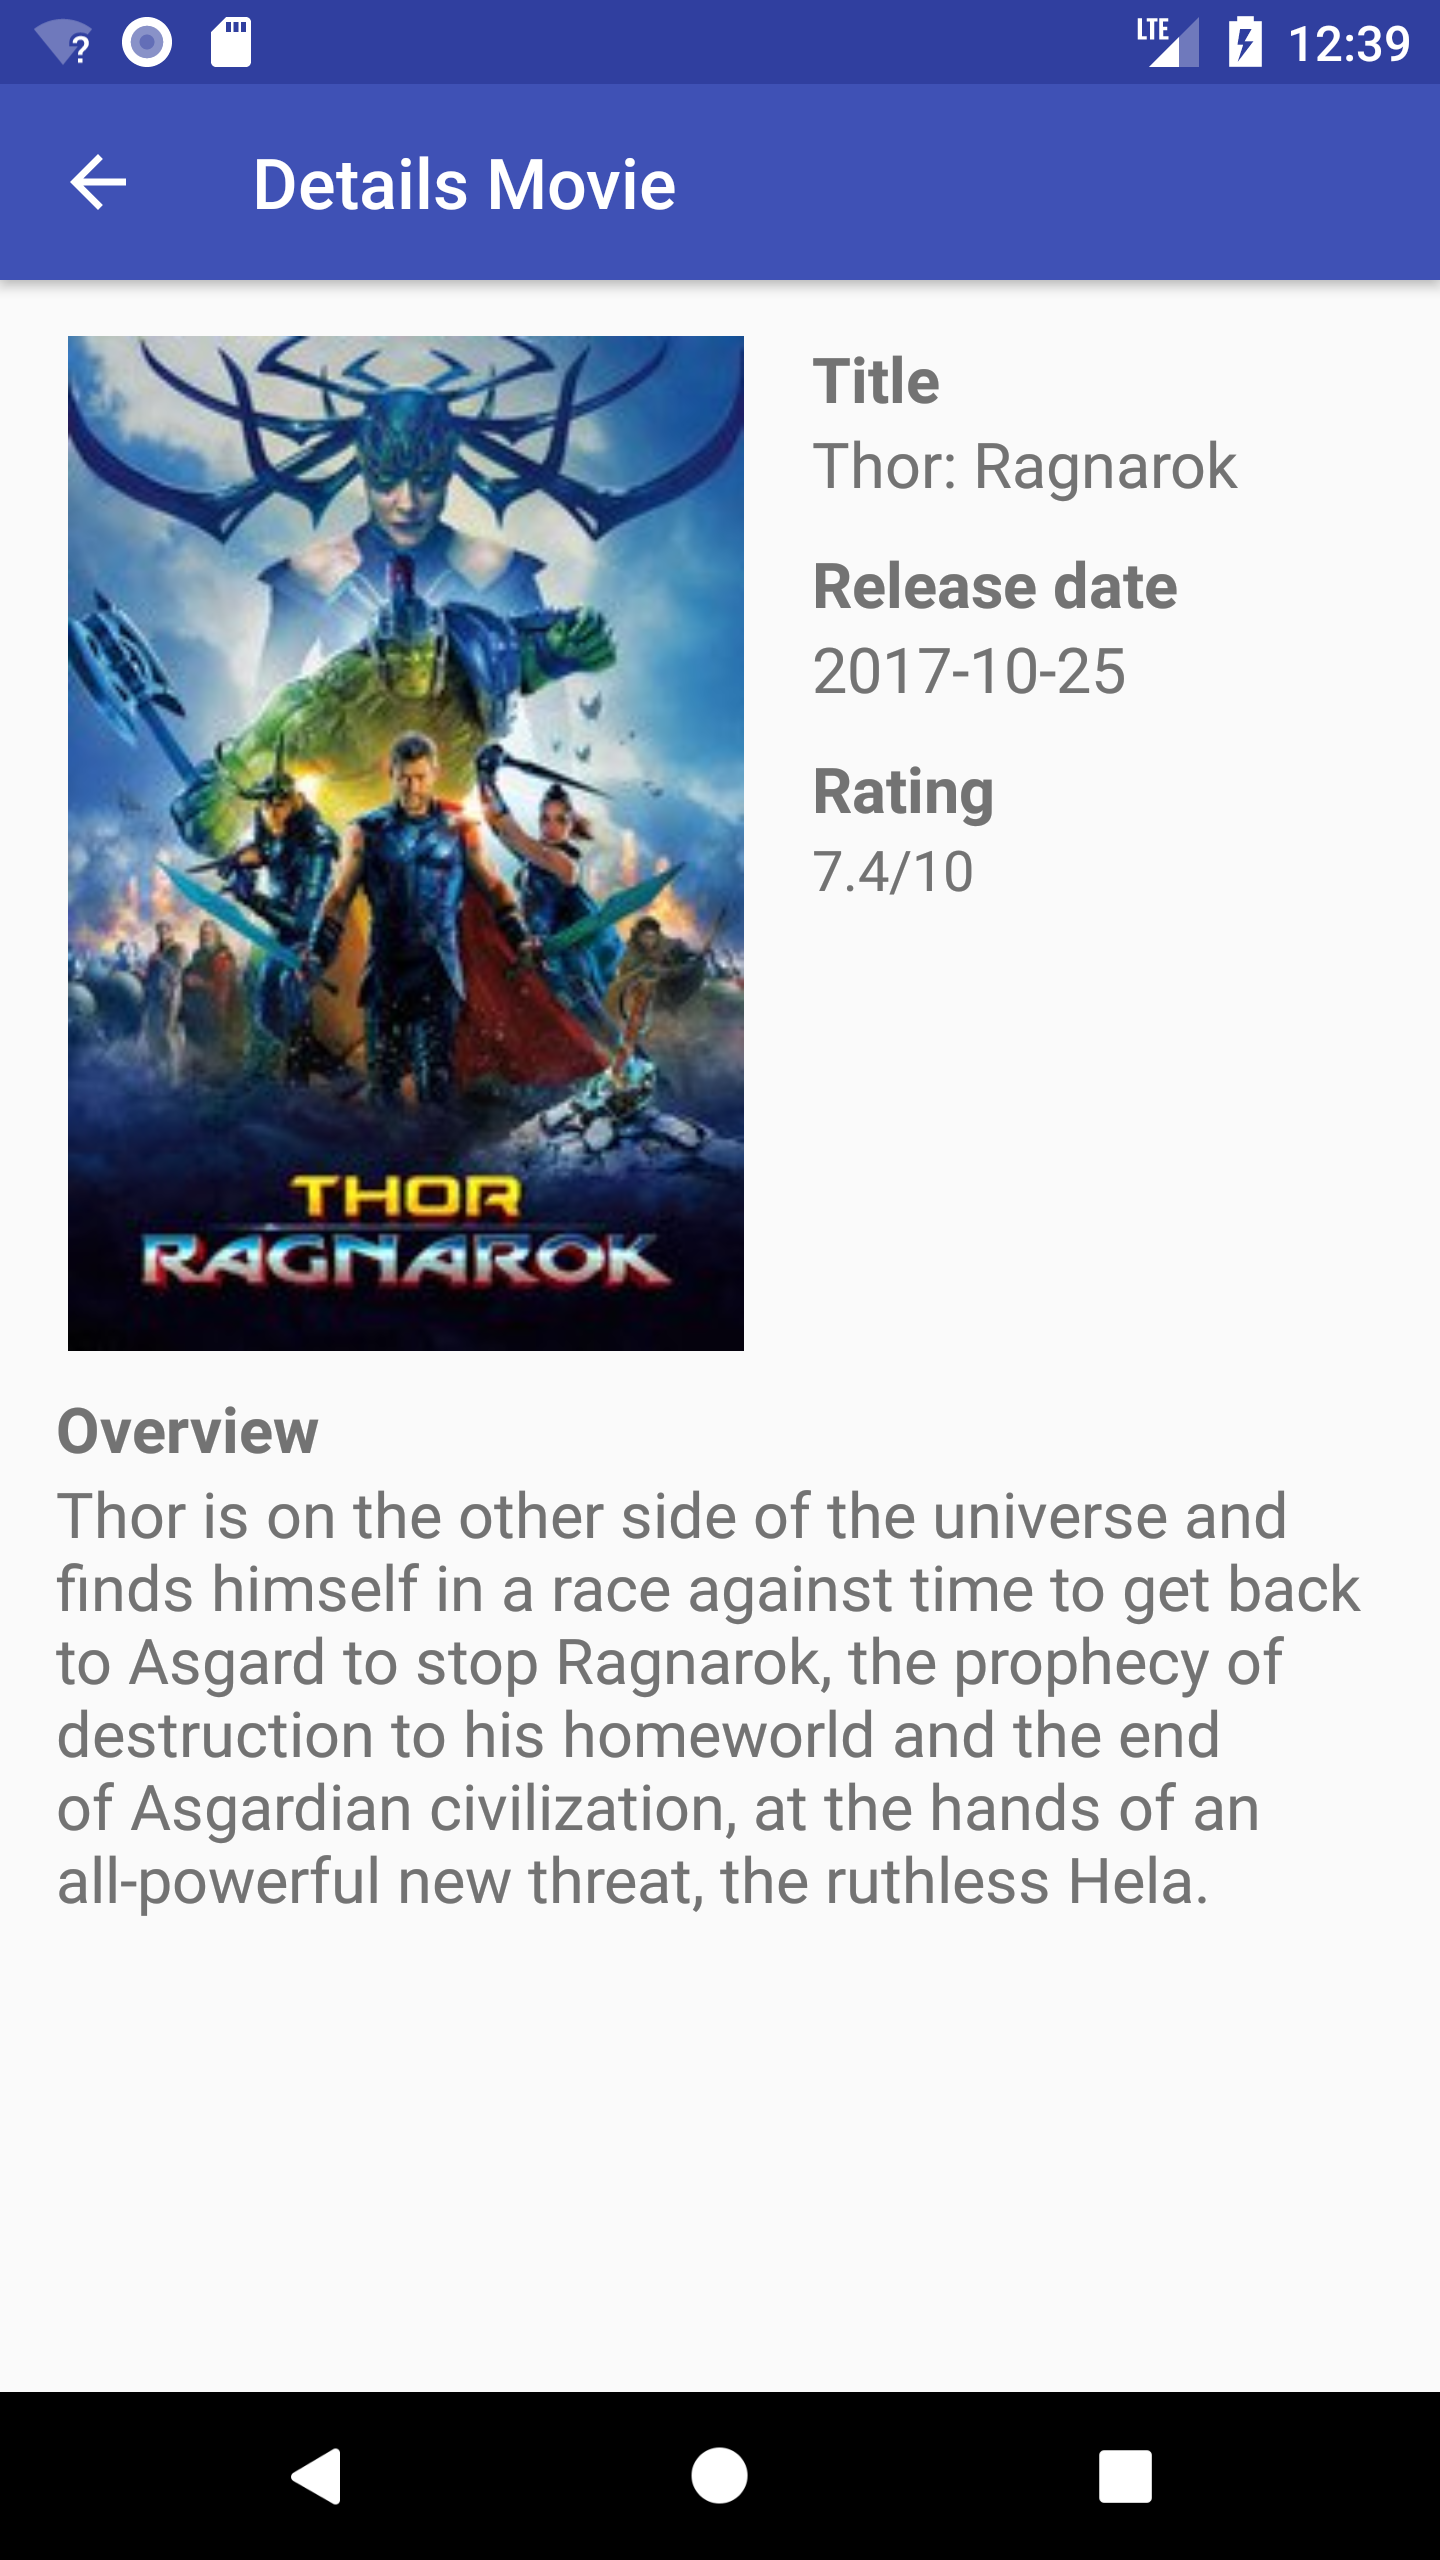 LTE 12:39
Details Movie
Title
Thor: Ragnarok
Release date
2017-10-25
Rating
7.4/10
THOR
RAGNAROK
Overview
Thor is on the other side of the universe and
finds himself in a race against time to get back
to Asgard to stop Ragnarok, the prophecy of
destruction to his homeworld and the end
of Asgardian civilization, at the hands of an
all-powerful new threat, the ruthless Hela.